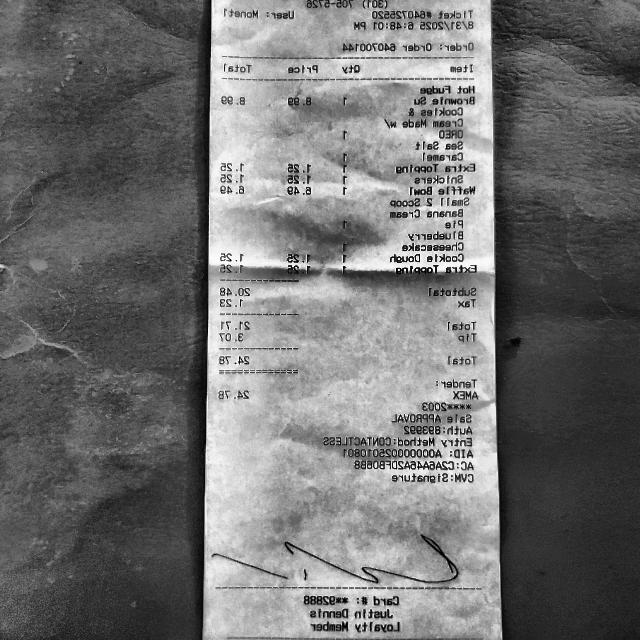 (301) 705-5726
Ticket #640725520 User: Monet1
8/31/2025 6:48:01 PM
Order: Order 640700144
Item Qty Price Total
Hot Fudge
Brownie Su 1 8.99 8.99
Cookies &
Cream Made w/
OREO 1
Sea Salt
Caramel 1
Extra Topping 1 1.25 1.25
Snickers 1 1.25 1.25
Waffle Bowl 1 6.49 6.49
Small 2 Scoop
Banana Cream
Pie 1
Blueberry
Cheesecake 1
Cookie Dough 1 1.25 1.25
Extra Topping 1 1.25 1.25
Subtotal 20.48
Tax 1.23
Total 21.71
Tip 3.07
Total 24.78
Tender:
AMEX 24.78
****2003
Sale APPROVAL
Auth:893992
Entry Method:CONTACTLESS
AID: A000000025010801
AC:C2A6446A2DFB08B8
CVM:Signature
Card #: **92888
Justin Dennis
Loyalty Member